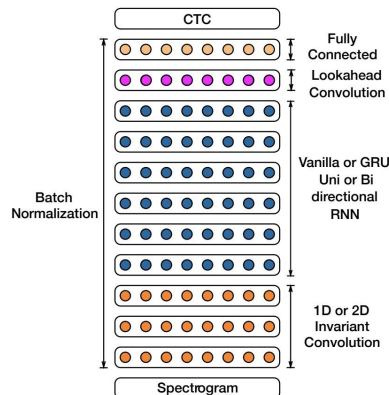 CTC
Fully
Connected
Lookahead
Convolution
Vanilla or GRU
Uni or Bi
directional
RNN
Batch
Normalization
1D or 2D
Invariant
Convolution
Spectrogram